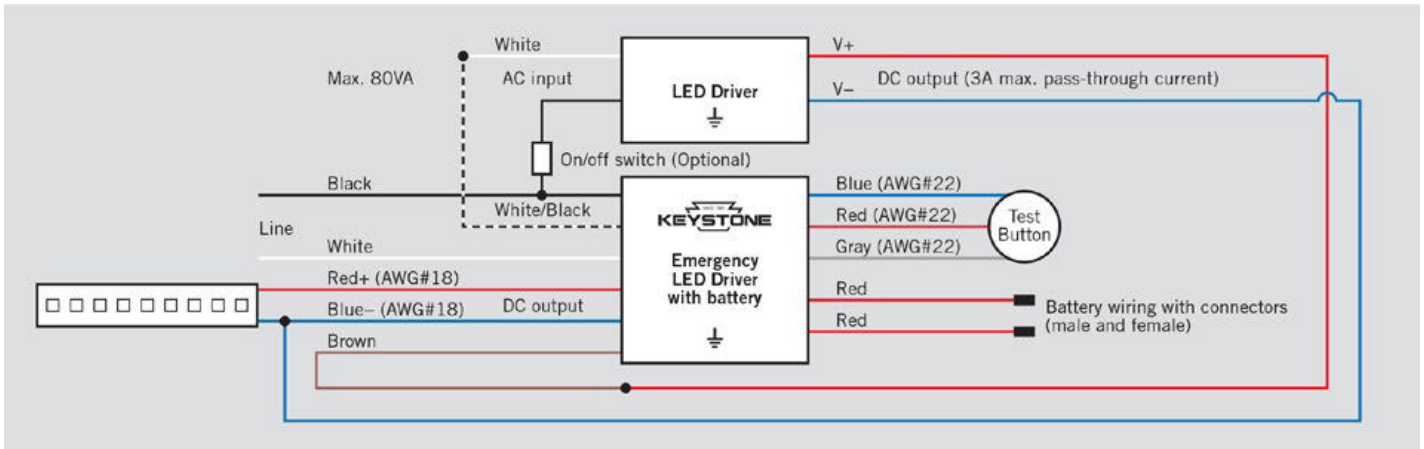 White
V+
Max. 80VA
AC input
LED Driver
DC output (3A max. pass-through current)
V–
On/off switch (Optional)
Black
Blue (AWG#22)
White/Black
KEYSTONE
Red (AWG#22)
Test
Button
Line
White
Gray (AWG#22)
Emergency
LED Driver
with battery
Red+ (AWG#18)
Blue– (AWG#18)
DC output
Red
Battery wiring with connectors
(male and female)
Red
Brown